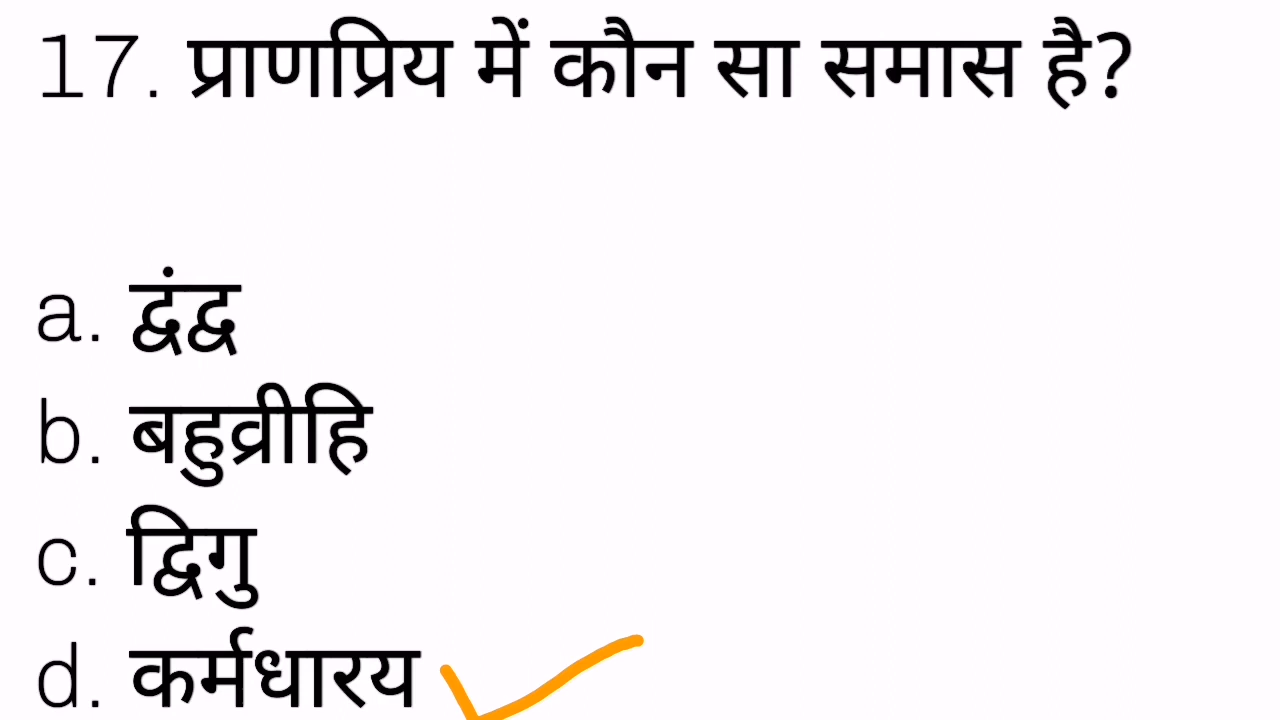 17. प्राणप्रिय में कौन सा समास है?
a. द्वंद्व
b. बहुव्रीहि
c. द्विगु
d. कर्मधारय